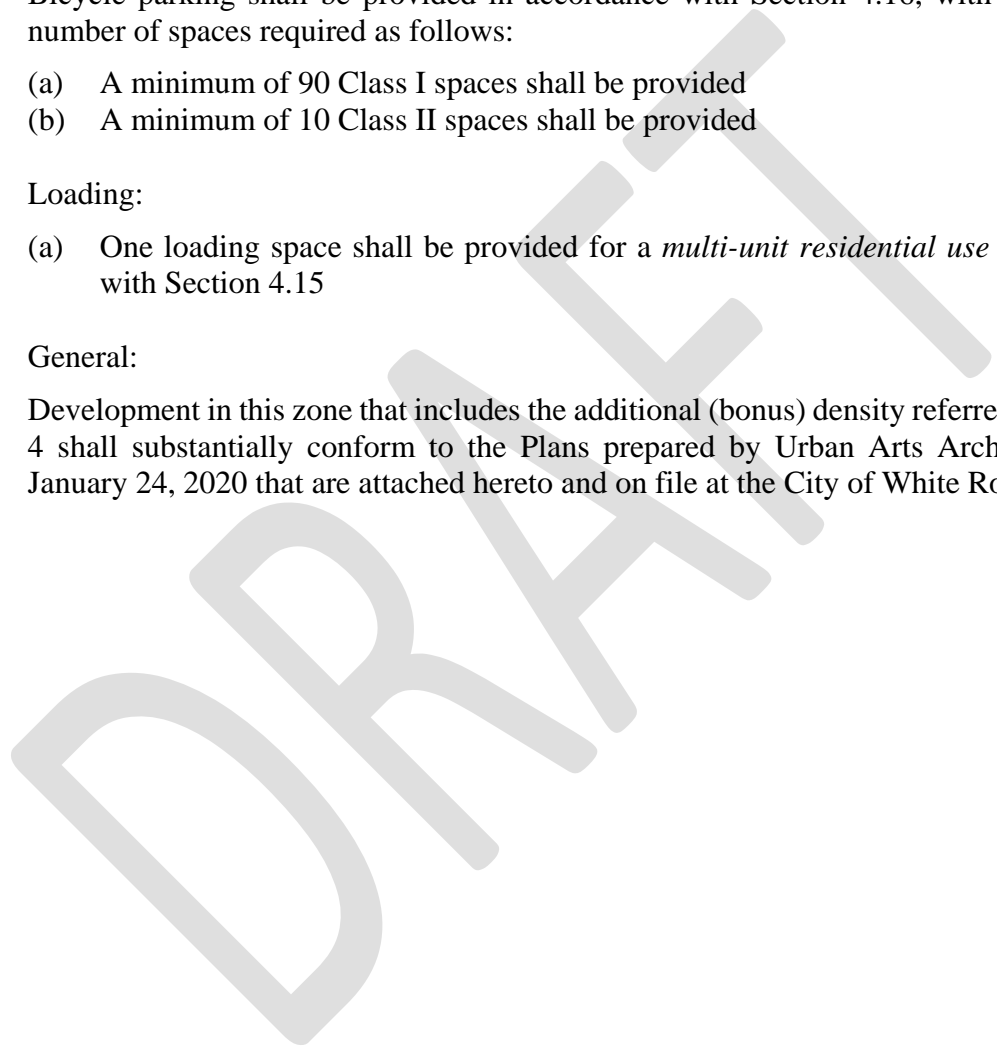 Bicycle parking shall be provided in accordance with Section 4.16, with
number of spaces required as follows:
(a) A minimum of 90 Class I spaces shall be provided
(b) A minimum of 10 Class II spaces shall be provided
Loading:
(a) One loading space shall be provided for a multi-unit residential use
with Section 4.15
General:
Development in this zone that includes the additional (bonus) density
4 shall substantially conform to the Plans prepared by Urban Arts
January 24, 2020 that are attached hereto and on file at the City of White
DRAFT